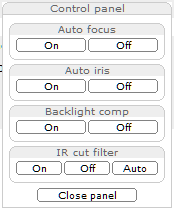 Control panel
Auto focus
On Off
Auto iris
On Off
Backlight comp
On Off
IR cut filter
On Off Auto
Close panel